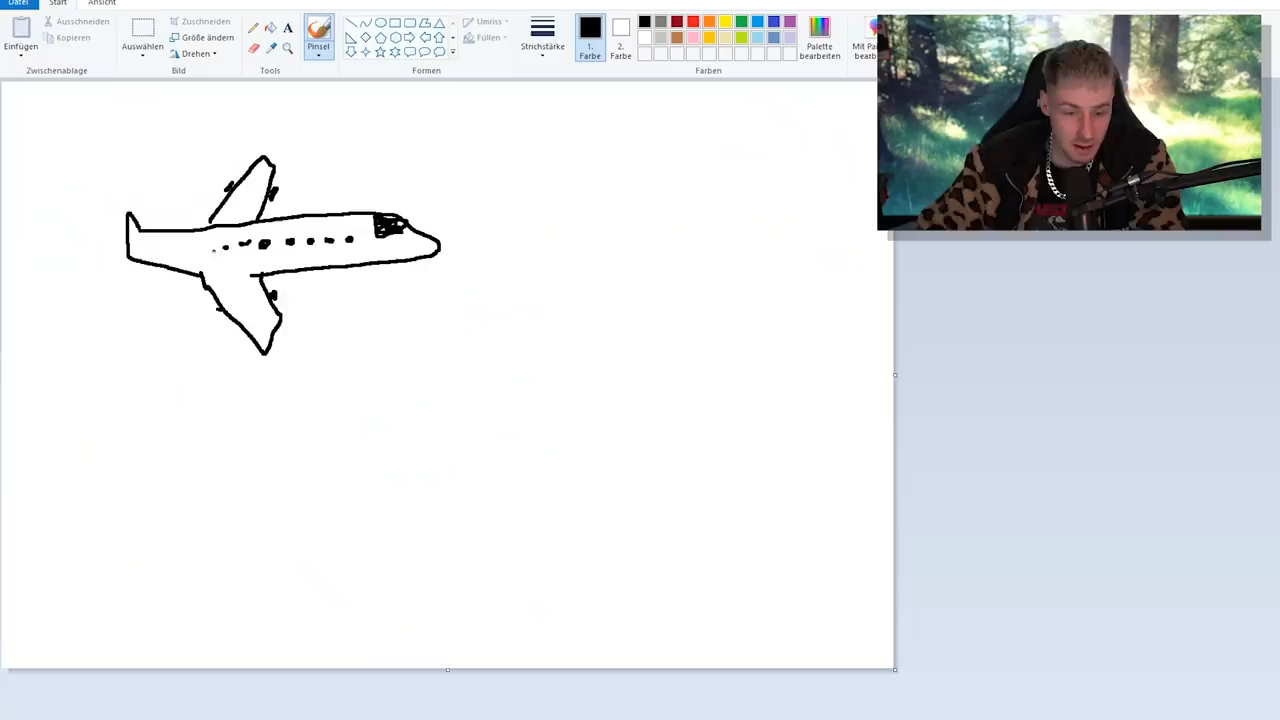 Datei Start Ansicht
Einfügen
Ausschneiden
Kopieren
Zwischenablage
Auswählen
Zuschneiden
Größe ändern
Drehen
Bild
A
Tools
Pinsel
Formen
Umriss
Füllen
Strichstärke
1. Farbe
2. Farbe
Palette bearbeiten
Farben